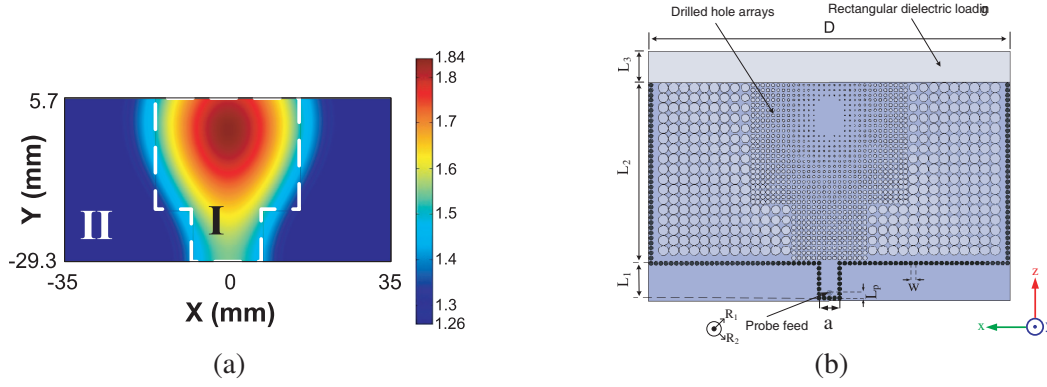 1.84
1.8
1.7
1.6
1.5
1.4
1.3
1.26
5.7
Y (mm)
-29.3
-35
0
35
X (mm)
I
II
(a)
Drilled hole arrays
Rectangular dielectric loading
D
L3
L2
L1
Lp
W
Probe feed
a
R1
R2
z
x
y
(b)